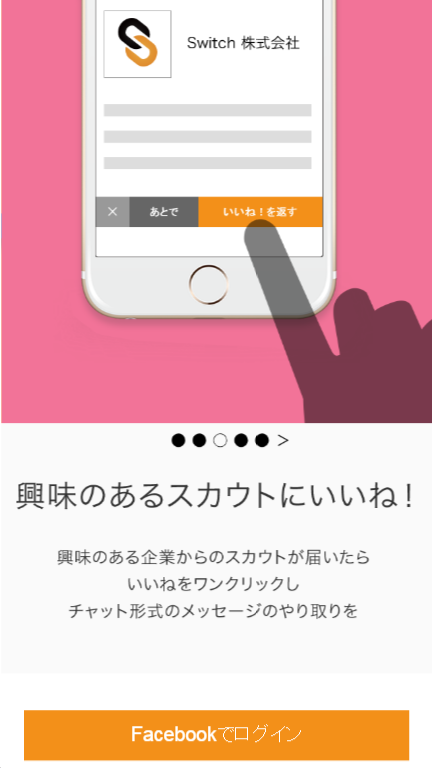 Switch 株式会社
× あとで いいね！を返す
●●○●● >
興味のあるスカウトにいいね！
興味のある企業からのスカウトが届いたら
いいねをワンクリックし
チャット形式のメッセージのやり取りを
Facebookでログイン